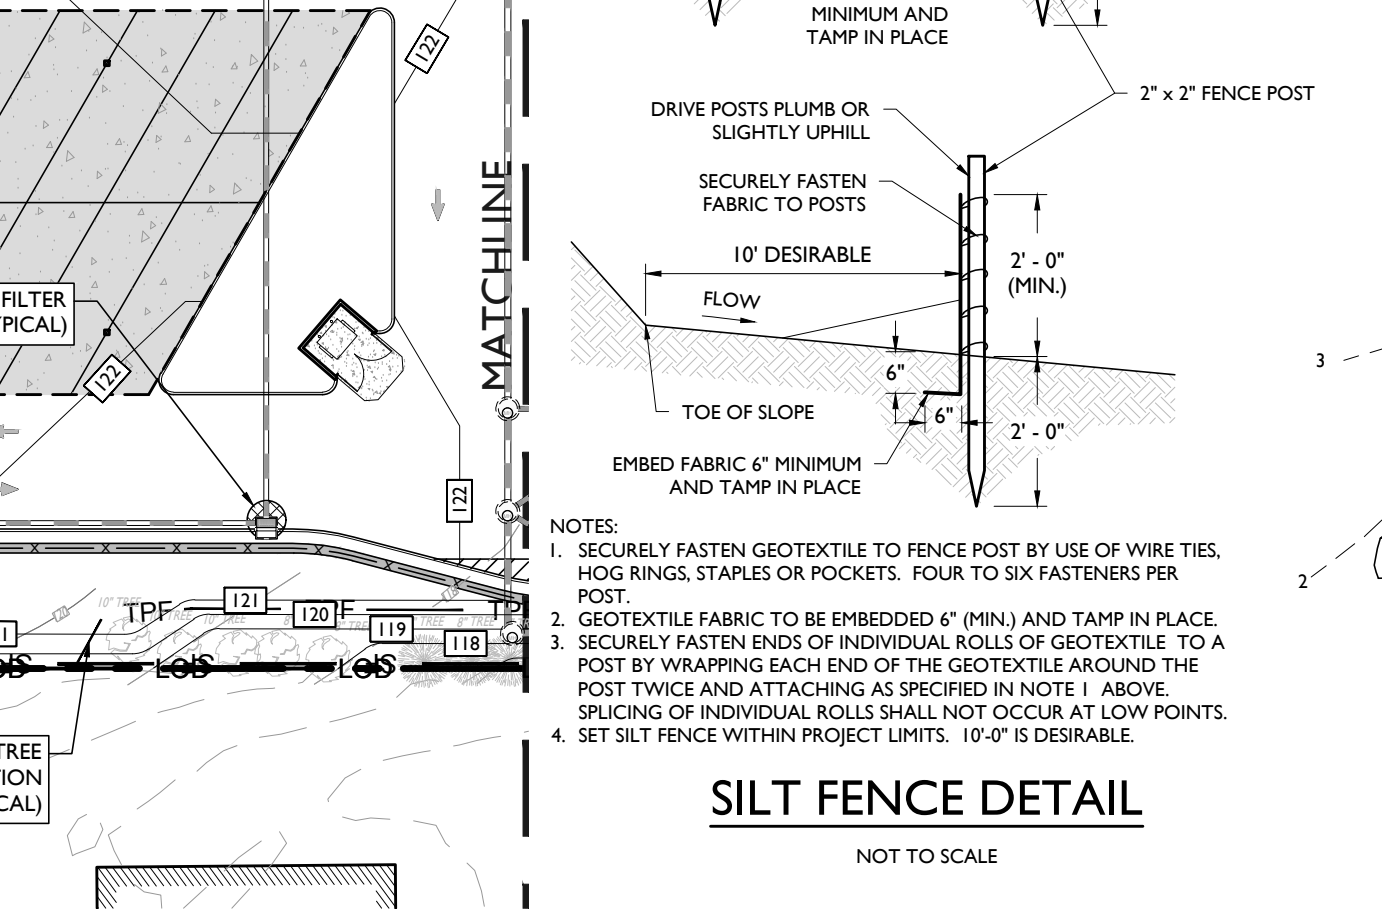 MINIMUM AND
TAMP IN PLACE
2" x 2" FENCE POST
DRIVE POSTS PLUMB OR
SLIGHTLY UPHILL
SECURELY FASTEN
FABRIC TO POSTS
10' DESIRABLE
2' - 0"
(MIN.)
FLOW
6"
6"
2' - 0"
TOE OF SLOPE
EMBED FABRIC 6" MINIMUM
AND TAMP IN PLACE
NOTES:
1. SECURELY FASTEN GEOTEXTILE TO FENCE POST BY USE OF WIRE TIES,
HOG RINGS, STAPLES OR POCKETS. FOUR TO SIX FASTENERS PER
POST.
2. GEOTEXTILE FABRIC TO BE EMBEDDED 6" (MIN.) AND TAMP IN PLACE.
3. SECURELY FASTEN ENDS OF INDIVIDUAL ROLLS OF GEOTEXTILE TO A
POST BY WRAPPING EACH END OF THE GEOTEXTILE AROUND THE
POST TWICE AND ATTACHING AS SPECIFIED IN NOTE 1 ABOVE.
SPLICING OF INDIVIDUAL ROLLS SHALL NOT OCCUR AT LOW POINTS.
4. SET SILT FENCE WITHIN PROJECT LIMITS. 10'-0" IS DESIRABLE.
SILT FENCE DETAIL
NOT TO SCALE
122
MATCHLINE
FILTER
122
122
10" TREE
TPF
121
120
119
118
10" TREE
8" TREE
LOD
LOD
TREE
3
2